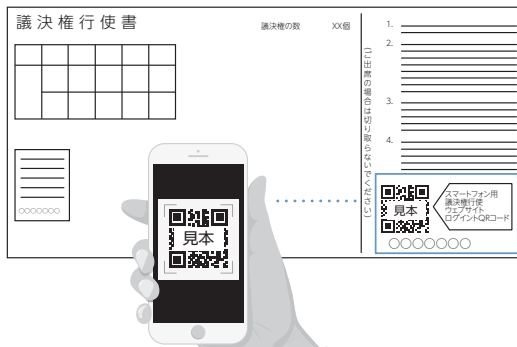 議決権行使書
議決権の数 XX個
(ご出席の場合は切り取らないでください)
1.
2.
3.
4.
○○○○○○○
見本
見本
スマートフォン用
議決権行使
ウェブサイト
ログインQRコード
○○○○○○○